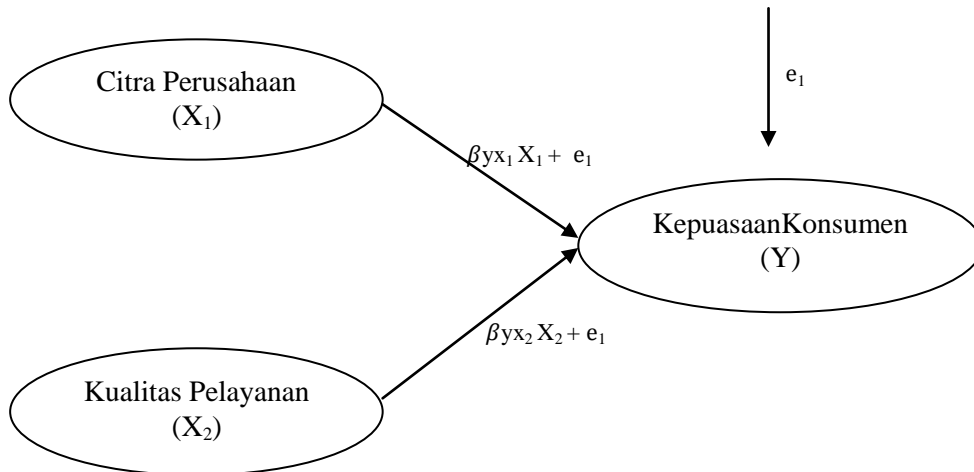 Citra Perusahaan
(X₁)
e₁
βyx₁ X₁ + e₁
KepuasaanKonsumen
(Y)
βyx₂ X₂ + e₁
Kualitas Pelayanan
(X₂)